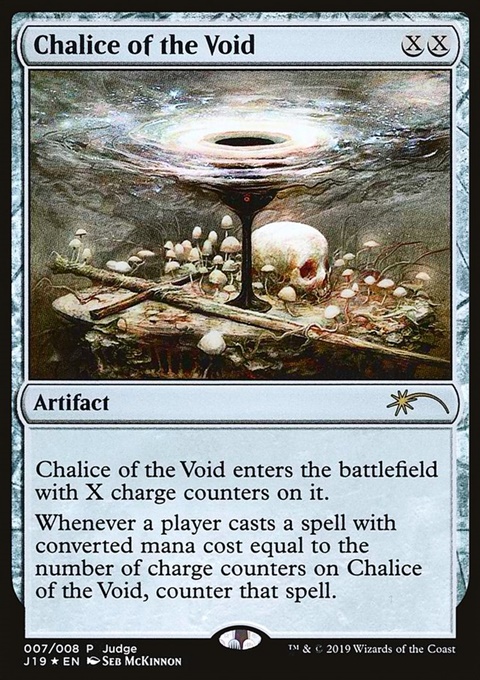 Chalice of the Void XX
Artifact
Chalice of the Void enters the battlefield
with X charge counters on it.
Whenever a player casts a spell with
converted mana cost equal to the
number of charge counters on Chalice
of the Void, counter that spell.
007/008 P Judge
J19 ★ EN Seb McKinnon
™ & © 2019 Wizards of the Coast